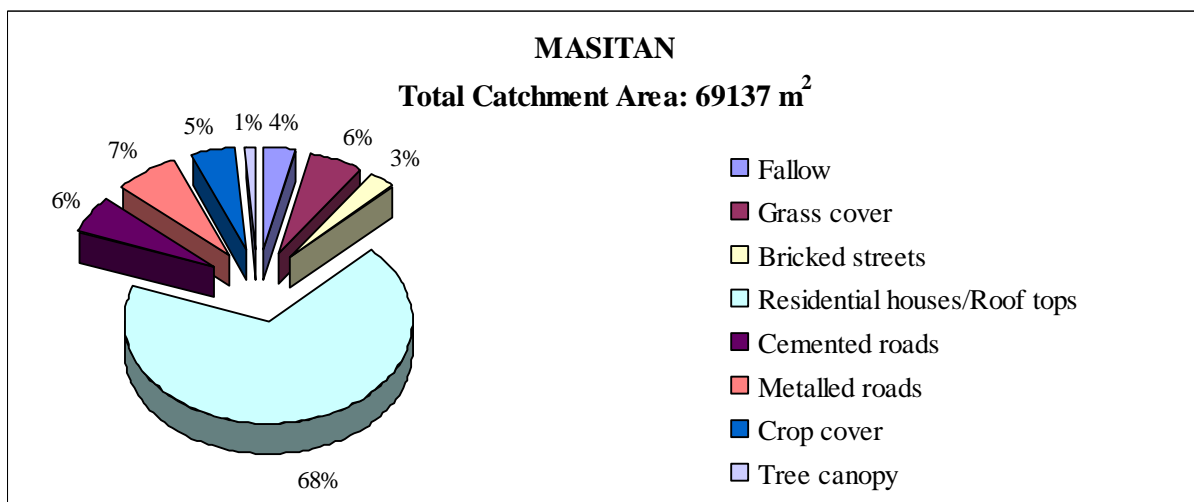 MASITAN
Total Catchment Area: 69137 m²
5%
1%
4%
6%
3%
7%
6%
68%
Fallow
Grass cover
Bricked streets
Residential houses/Roof tops
Cemented roads
Metalled roads
Crop cover
Tree canopy